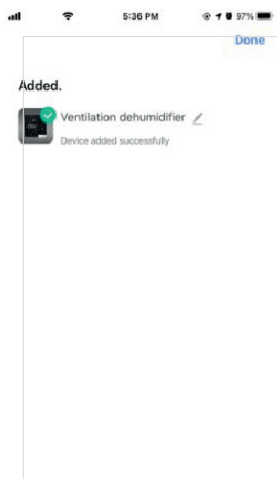 5:36 PM 97%
Done
Added.
Ventilation dehumidifier
Device added successfully